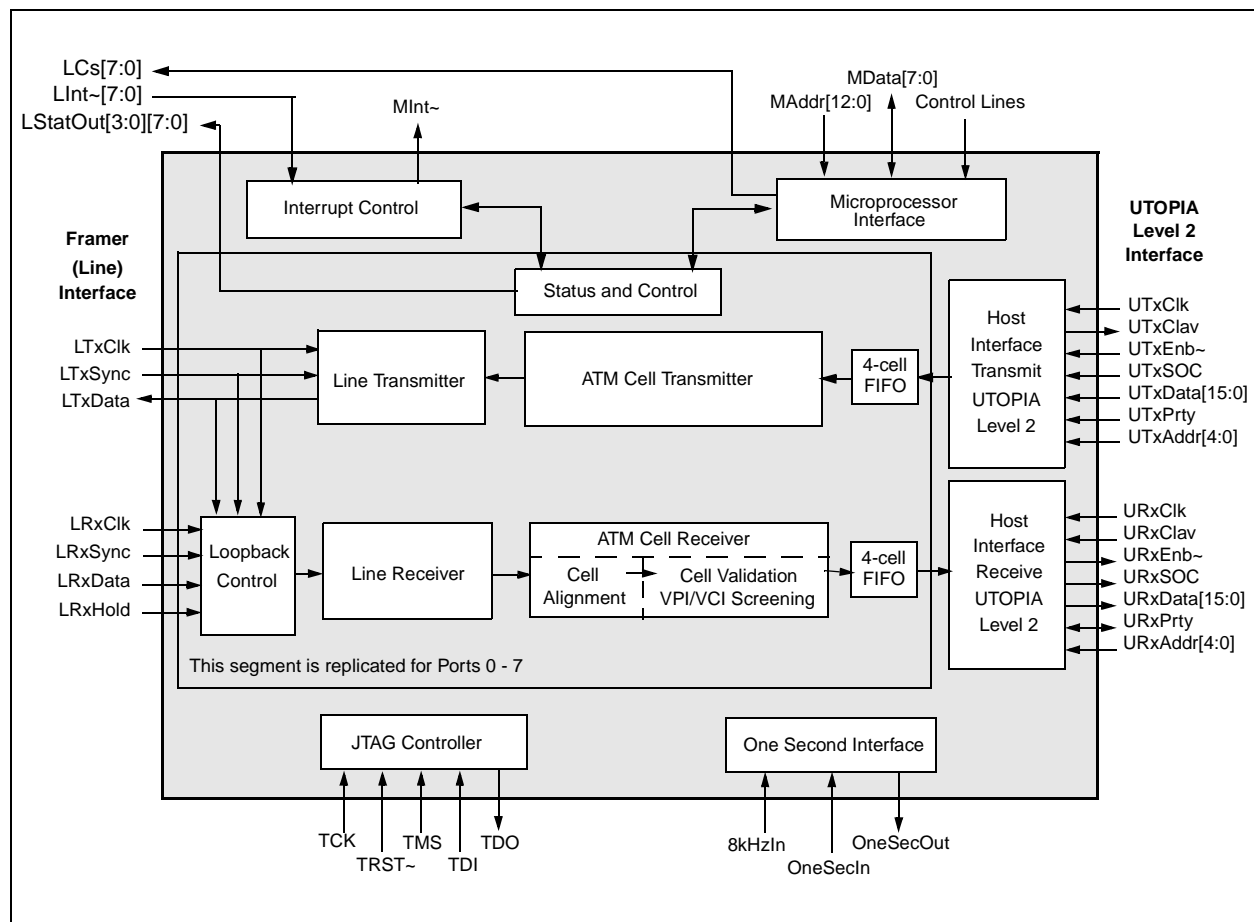 LCs[7:0]
LInt~[7:0]
LStatOut[3:0][7:0]
MInt~
MData[7:0]
MAddr[12:0]
Control Lines
Interrupt Control
Microprocessor
Interface
Framer
(Line)
Interface
UTOPIA
Level 2
Interface
Status and Control
LTxClk
LTxSync
LTxData
Line Transmitter
ATM Cell Transmitter
4-cell
FIFO
Host
Interface
Transmit
UTOPIA
Level 2
UTxClk
UTxClav
UTxEnb~
UTxSOC
UTxData[15:0]
UTxPrty
UTxAddr[4:0]
LRxClk
LRxSync
LRxData
LRxHold
Loopback
Control
Line Receiver
ATM Cell Receiver
Cell
Alignment
Cell Validation
VPI/VCI Screening
4-cell
FIFO
Host
Interface
Receive
UTOPIA
Level 2
URxClk
URxClav
URxEnb~
URxSOC
URxData[15:0]
URxPrty
URxAddr[4:0]
This segment is replicated for Ports 0 - 7
JTAG Controller
TCK
TRST~
TMS
TDI
TDO
One Second Interface
8kHzIn
OneSecIn
OneSecOut